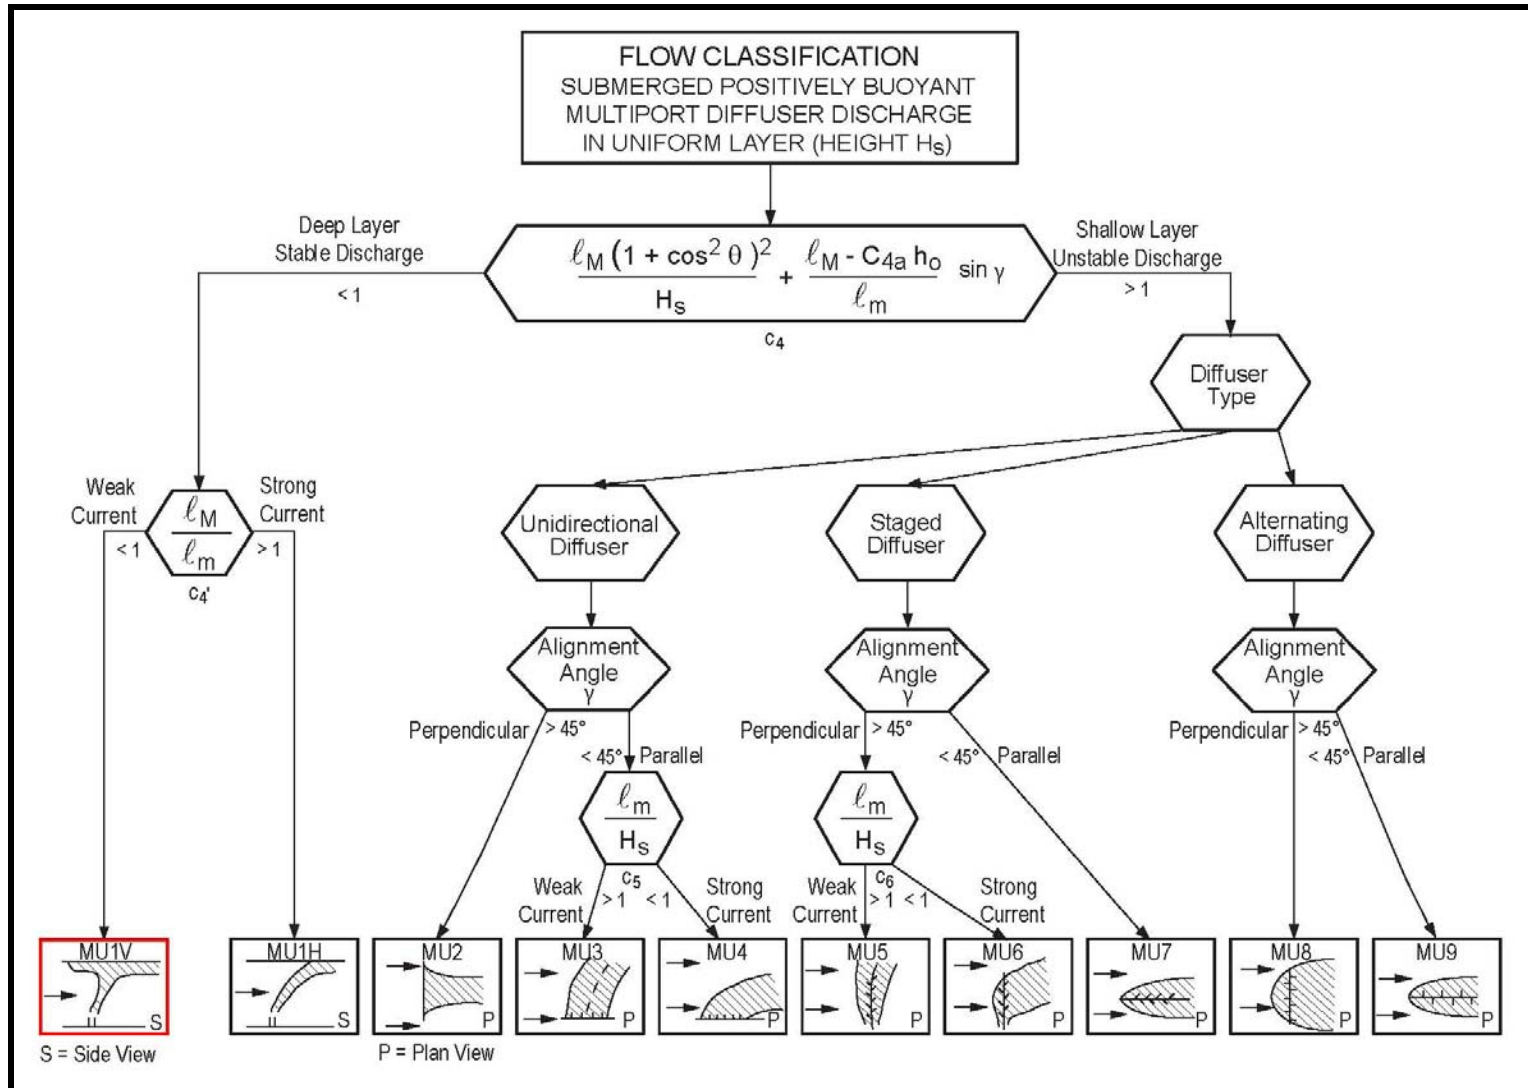 FLOW CLASSIFICATION
SUBMERGED POSITIVELY BUOYANT
MULTIPORT DIFFUSER DISCHARGE
IN UNIFORM LAYER (HEIGHT Hs)
Deep Layer
Stable Discharge
< 1
ℓM (1 + cos² θ)² / Hs + ℓM - C4a ho / ℓm sin γ
C4
Shallow Layer
Unstable Discharge
> 1
Diffuser
Type
Weak
Current
< 1
ℓM / ℓm
C4'
Strong
Current
> 1
Unidirectional
Diffuser
Staged
Diffuser
Alternating
Diffuser
Alignment
Angle
γ
Alignment
Angle
γ
Alignment
Angle
γ
Perpendicular > 45°
< 45° Parallel
Perpendicular > 45°
< 45° Parallel
Perpendicular > 45°
< 45° Parallel
ℓm / Hs
C5
ℓm / Hs
C6
Weak
Current
> 1 < 1
Strong
Current
Weak
Current
> 1 < 1
Strong
Current
MU1V
S
MU1H
S
MU2
P
MU3
P
MU4
P
MU5
P
MU6
P
MU7
P
MU8
P
MU9
P
S = Side View
P = Plan View